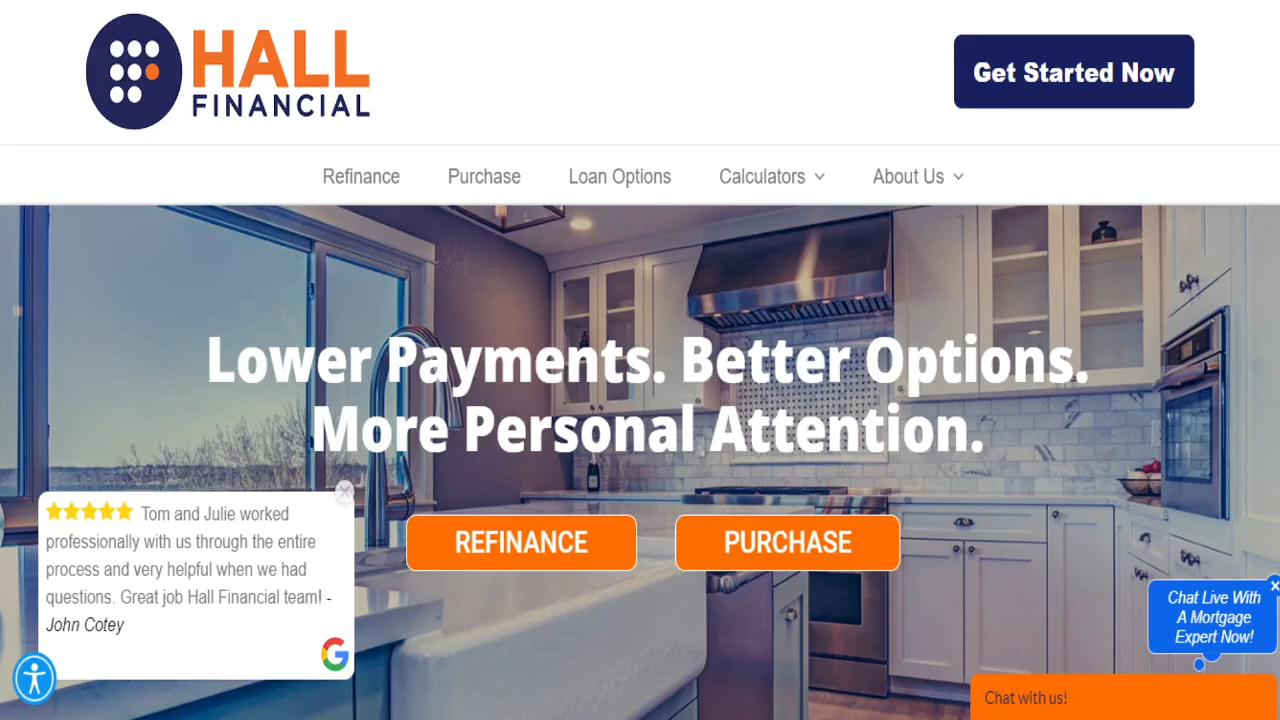 HALL
FINANCIAL
Get Started Now
Refinance
Purchase
Loan Options
Calculators
About Us
Lower Payments. Better Options.
More Personal Attention.
Tom and Julie worked
professionally with us through the entire
process and very helpful when we had
questions. Great job Hall Financial team! -
John Cotey
REFINANCE
PURCHASE
Chat Live With
A Mortgage
Expert Now!
Chat with us!